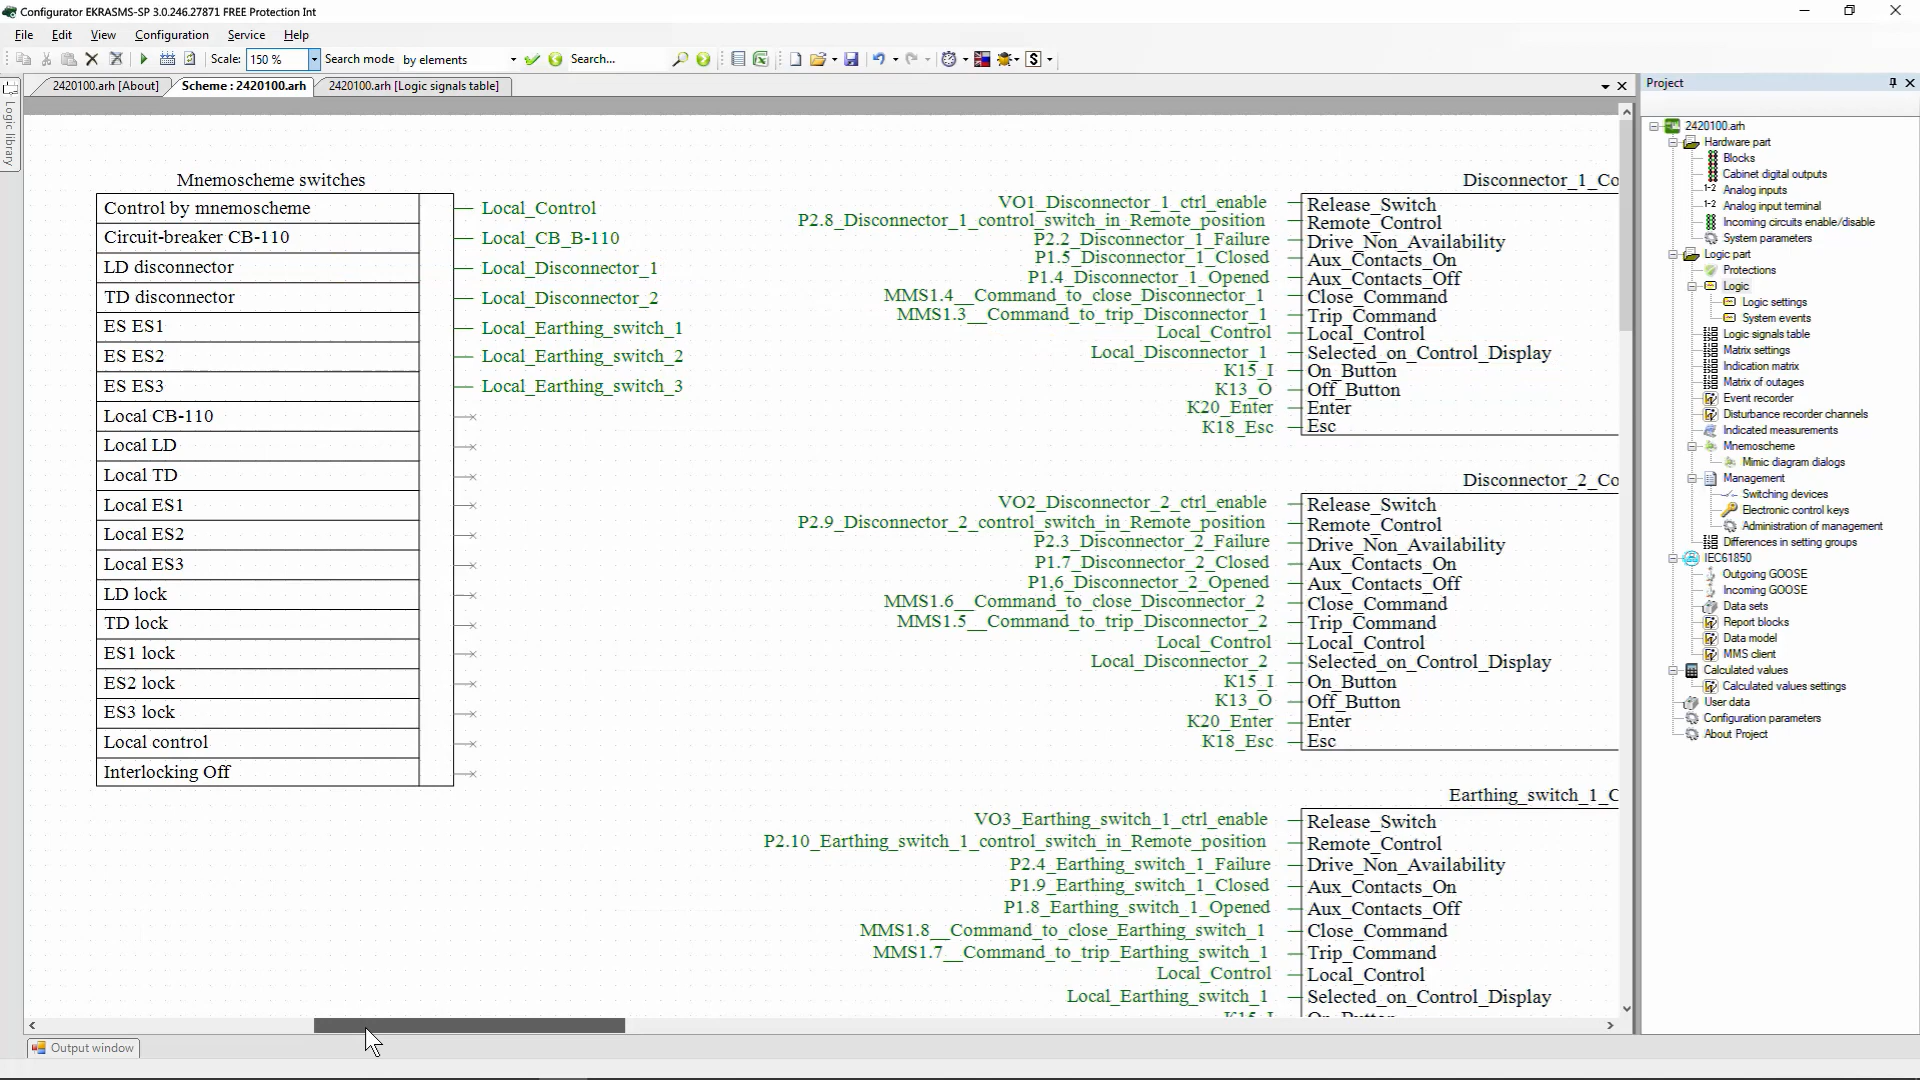 Configurator EKRASMS-SP 3.0.246.27871 FREE Protection Int
File Edit View Configuration Service Help
Scale: 150 % Search mode by elements Search...
2420100.arh [About] Scheme : 2420100.arh 2420100.arh [Logic signals table]
Logic library
Mnemoscheme switches
Control by mnemoscheme
Circuit-breaker CB-110
LD disconnector
TD disconnector
ES ES1
ES ES2
ES ES3
Local CB-110
Local LD
Local TD
Local ES1
Local ES2
Local ES3
LD lock
TD lock
ES1 lock
ES2 lock
ES3 lock
Local control
Interlocking Off
Local_Control
Local_CB_B-110
Local_Disconnector_1
Local_Disconnector_2
Local_Earthing_switch_1
Local_Earthing_switch_2
Local_Earthing_switch_3
Disconnector_1_Co
VO1_Disconnector_1_ctrl_enable Release_Switch
P2.8_Disconnector_1_control_switch_in_Remote_position Remote_Control
P2.2_Disconnector_1_Failure Drive_Non_Availability
P1.5_Disconnector_1_Closed Aux_Contacts_On
P1.4_Disconnector_1_Opened Aux_Contacts_Off
MMS1.4__Command_to_close_Disconnector_1 Close_Command
MMS1.3__Command_to_trip_Disconnector_1 Trip_Command
Local_Control Local_Control
Local_Disconnector_1 Selected_on_Control_Display
K15_I On_Button
K13_O Off_Button
K20_Enter Enter
K18_Esc Esc
Disconnector_2_Co
VO2_Disconnector_2_ctrl_enable Release_Switch
P2.9_Disconnector_2_control_switch_in_Remote_position Remote_Control
P2.3_Disconnector_2_Failure Drive_Non_Availability
P1.7_Disconnector_2_Closed Aux_Contacts_On
P1,6_Disconnector_2_Opened Aux_Contacts_Off
MMS1.6__Command_to_close_Disconnector_2 Close_Command
MMS1.5__Command_to_trip_Disconnector_2 Trip_Command
Local_Control Local_Control
Local_Disconnector_2 Selected_on_Control_Display
K15_I On_Button
K13_O Off_Button
K20_Enter Enter
K18_Esc Esc
Earthing_switch_1_C
VO3_Earthing_switch_1_ctrl_enable Release_Switch
P2.10_Earthing_switch_1_control_switch_in_Remote_position Remote_Control
P2.4_Earthing_switch_1_Failure Drive_Non_Availability
P1.9_Earthing_switch_1_Closed Aux_Contacts_On
P1.8_Earthing_switch_1_Opened Aux_Contacts_Off
MMS1.8__Command_to_close_Earthing_switch_1 Close_Command
MMS1.7__Command_to_trip_Earthing_switch_1 Trip_Command
Local_Control Local_Control
Local_Earthing_switch_1 Selected_on_Control_Display
Output window
Project
2420100.arh
Hardware part
Blocks
Cabinet digital outputs
Analog inputs
Analog input terminal
Incoming circuits enable/disable
System parameters
Logic part
Protections
Logic
Logic settings
System events
Logic signals table
Matrix settings
Indication matrix
Matrix of outages
Event recorder
Disturbance recorder channels
Indicated measurements
Mnemoscheme
Mimic diagram dialogs
Management
Switching devices
Electronic control keys
Administration of management
Differences in setting groups
IEC61850
Outgoing GOOSE
Incoming GOOSE
Data sets
Report blocks
Data model
MMS client
Calculated values
Calculated values settings
User data
Configuration parameters
About Project